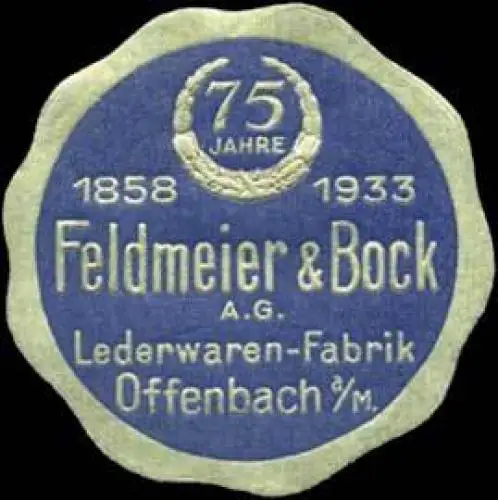 75
JAHRE
1858 1933
Feldmeier & Bock
A.G.
Lederwaren-Fabrik
Offenbach a/M.